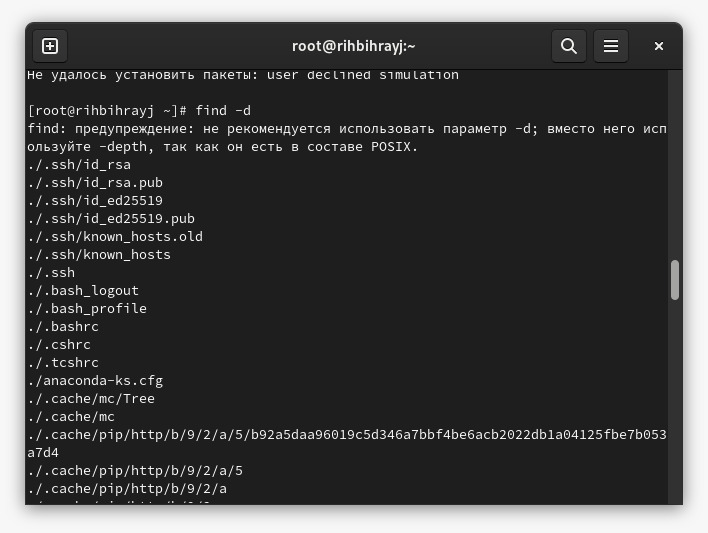 root@rihbihrayj:~
Не удалось установить пакеты: user declined simulation
[root@rihbihrayj ~]# find -d
find: предупреждение: не рекомендуется использовать параметр -d; вместо него исп
ользуйте -depth, так как он есть в составе POSIX.
./.ssh/id_rsa
./.ssh/id_rsa.pub
./.ssh/id_ed25519
./.ssh/id_ed25519.pub
./.ssh/known_hosts.old
./.ssh/known_hosts
./.ssh
./.bash_logout
./.bash_profile
./.bashrc
./.cshrc
./.tcshrc
./anaconda-ks.cfg
./.cache/mc/Tree
./.cache/mc
./.cache/pip/http/b/9/2/a/5/b92a5daa96019c5d346a7bbf4be6acb2022db1a04125fbe7b053
a7d4
./.cache/pip/http/b/9/2/a/5
./.cache/pip/http/b/9/2/a